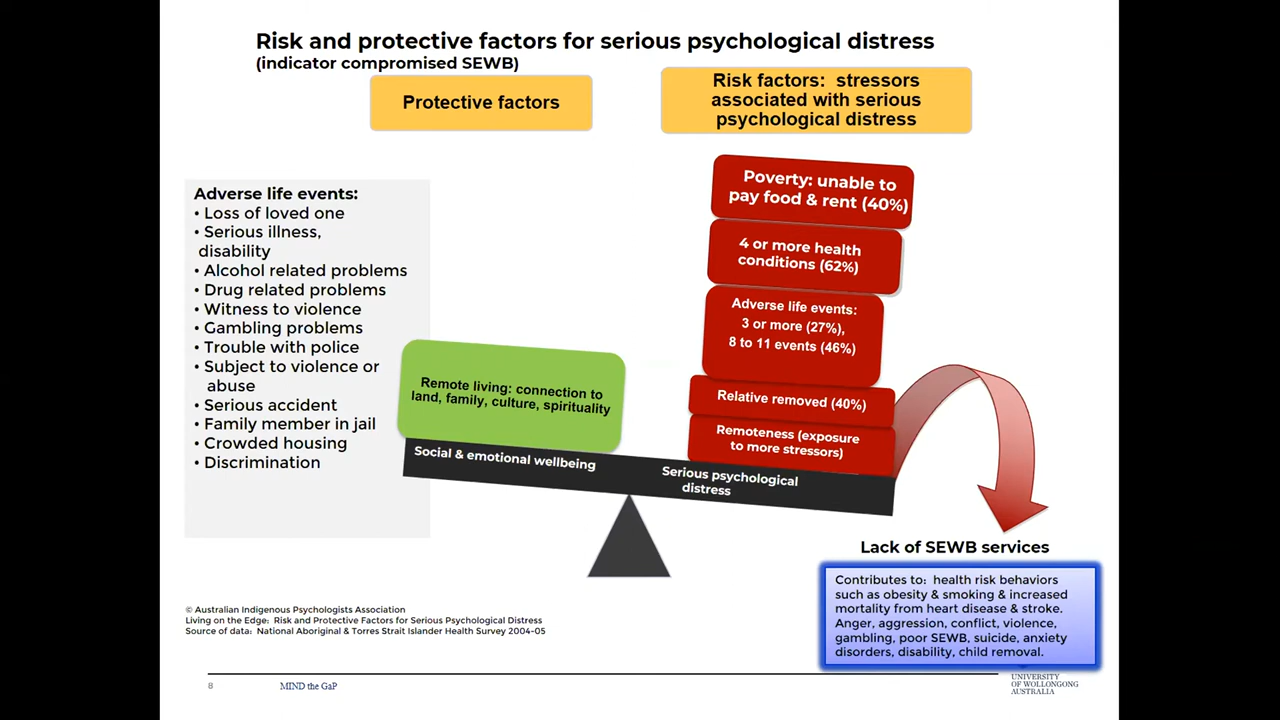 Risk and protective factors for serious psychological distress
(indicator compromised SEWB)
Protective factors
Risk factors: stressors
associated with serious
psychological distress
Adverse life events:
• Loss of loved one
• Serious illness,
disability
• Alcohol related problems
• Drug related problems
• Witness to violence
• Gambling problems
• Trouble with police
• Subject to violence or
abuse
• Serious accident
• Family member in jail
• Crowded housing
• Discrimination
Remote living: connection to
land, family, culture, spirituality
Social & emotional wellbeing
Poverty: unable to
pay food & rent (40%)
4 or more health
conditions (62%)
Adverse life events:
3 or more (27%),
8 to 11 events (46%)
Relative removed (40%)
Remoteness (exposure
to more stressors)
Serious psychological
distress
Lack of SEWB services
Contributes to: health risk behaviors
such as obesity & smoking & increased
mortality from heart disease & stroke.
Anger, aggression, conflict, violence,
gambling, poor SEWB, suicide, anxiety
disorders, disability, child removal.
© Australian Indigenous Psychologists Association
Living on the Edge: Risk and Protective Factors for Serious Psychological Distress
Source of data: National Aboriginal & Torres Strait Islander Health Survey 2004-05
8
MIND the GaP
UNIVERSITY
OF WOLLONGONG
AUSTRALIA